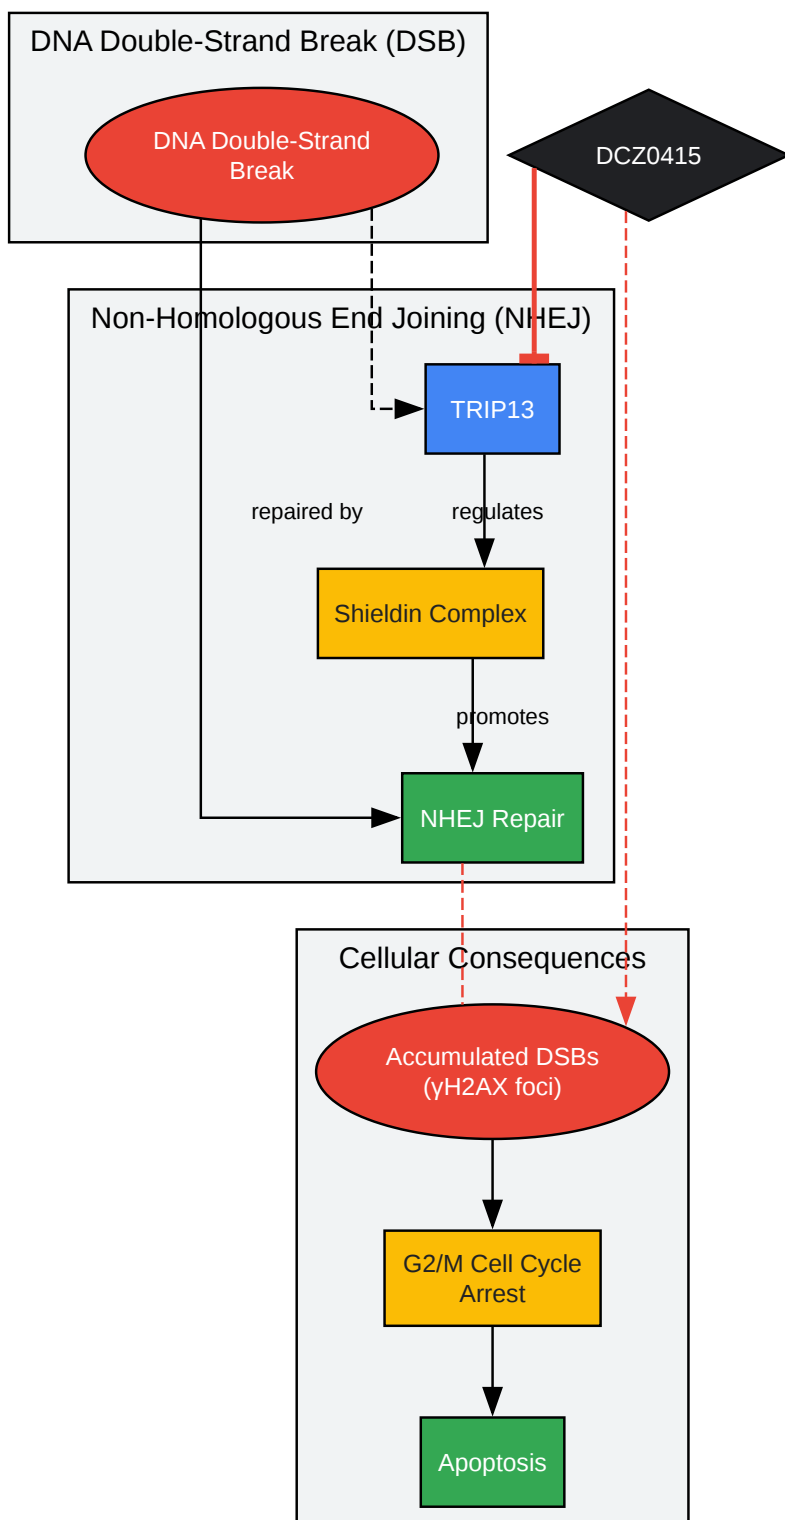 DNA Double-Strand Break (DSB)
DNA Double-Strand
Break
DCZ0415
Non-Homologous End Joining (NHEJ)
TRIP13
repaired by
regulates
Shieldin Complex
promotes
NHEJ Repair
Cellular Consequences
Accumulated DSBs
(γH2AX foci)
G2/M Cell Cycle
Arrest
Apoptosis